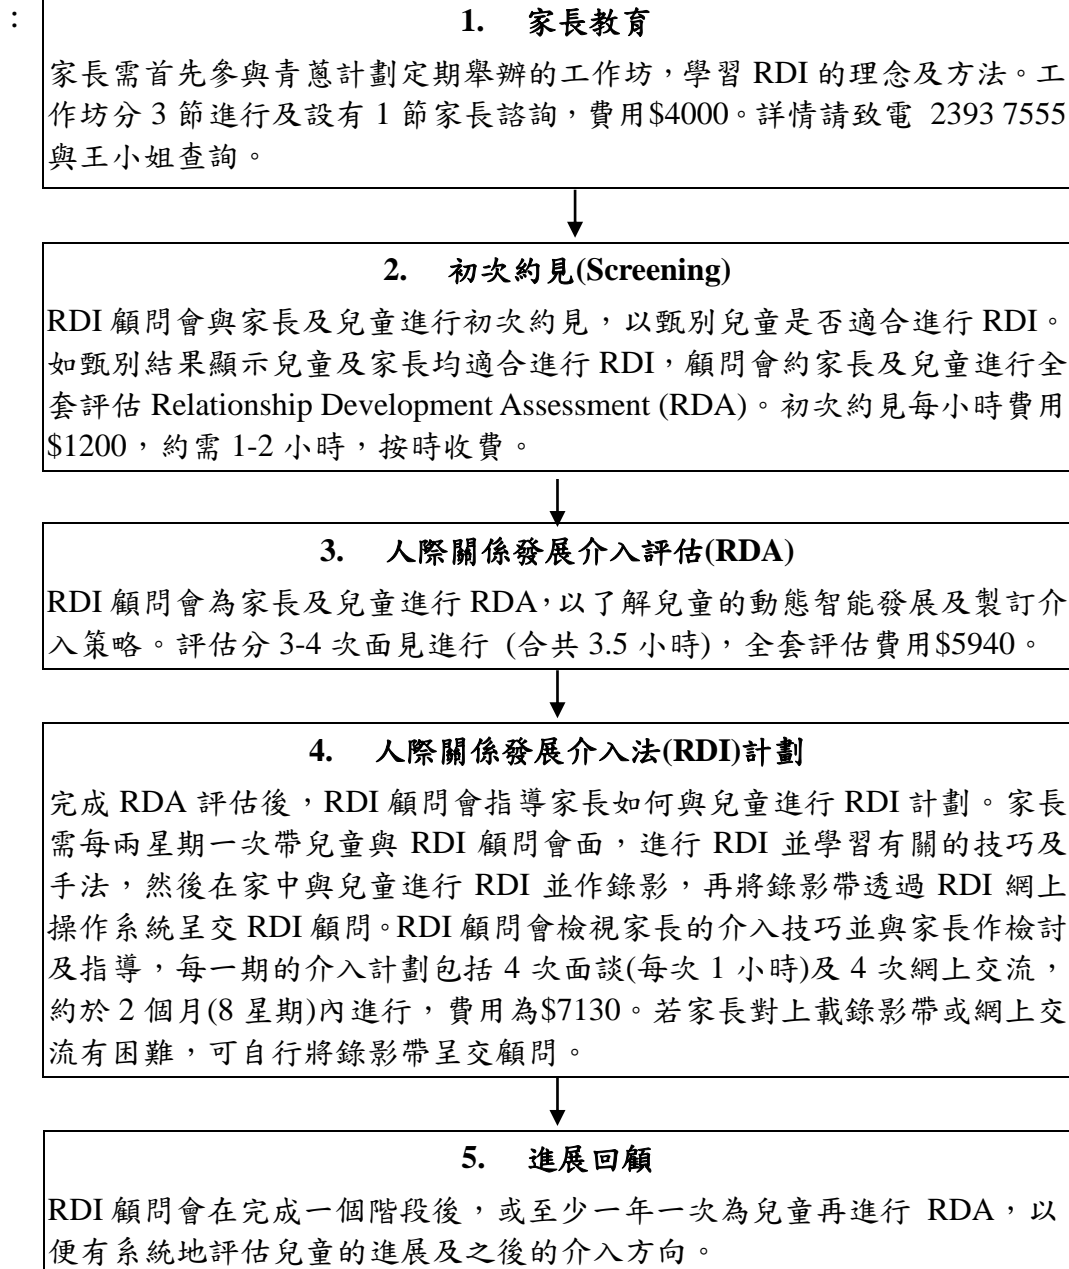 ：
1. 家長教育
家長需首先參與青蔥計劃定期舉辦的工作坊，學習 RDI 的理念及方法。工
作坊分 3 節進行及設有 1 節家長諮詢，費用$4000。詳情請致電 2393 7555
與王小姐查詢。
2. 初次約見(Screening)
RDI 顧問會與家長及兒童進行初次約見，以甄別兒童是否適合進行 RDI。
如甄別結果顯示兒童及家長均適合進行 RDI，顧問會約家長及兒童進行全
套評估 Relationship Development Assessment (RDA)。初次約見每小時費用
$1200，約需 1-2 小時，按時收費。
3. 人際關係發展介入評估(RDA)
RDI 顧問會為家長及兒童進行 RDA，以了解兒童的動態智能發展及製訂介
入策略。評估分 3-4 次面見進行 (合共 3.5 小時)，全套評估費用$5940。
4. 人際關係發展介入法(RDI)計劃
完成 RDA 評估後，RDI 顧問會指導家長如何與兒童進行 RDI 計劃。家長
需每兩星期一次帶兒童與 RDI 顧問會面，進行 RDI 並學習有關的技巧及
手法，然後在家中與兒童進行 RDI 並作錄影，再將錄影帶透過 RDI 網上
操作系統呈交 RDI 顧問。RDI 顧問會檢視家長的介入技巧並與家長作檢討
及指導，每一期的介入計劃包括 4 次面談(每次 1 小時)及 4 次網上交流，
約於 2 個月(8 星期)內進行，費用為$7130。若家長對上載錄影帶或網上交
流有困難，可自行將錄影帶呈交顧問。
5. 進展回顧
RDI 顧問會在完成一個階段後，或至少一年一次為兒童再進行 RDA，以
便有系統地評估兒童的進展及之後的介入方向。